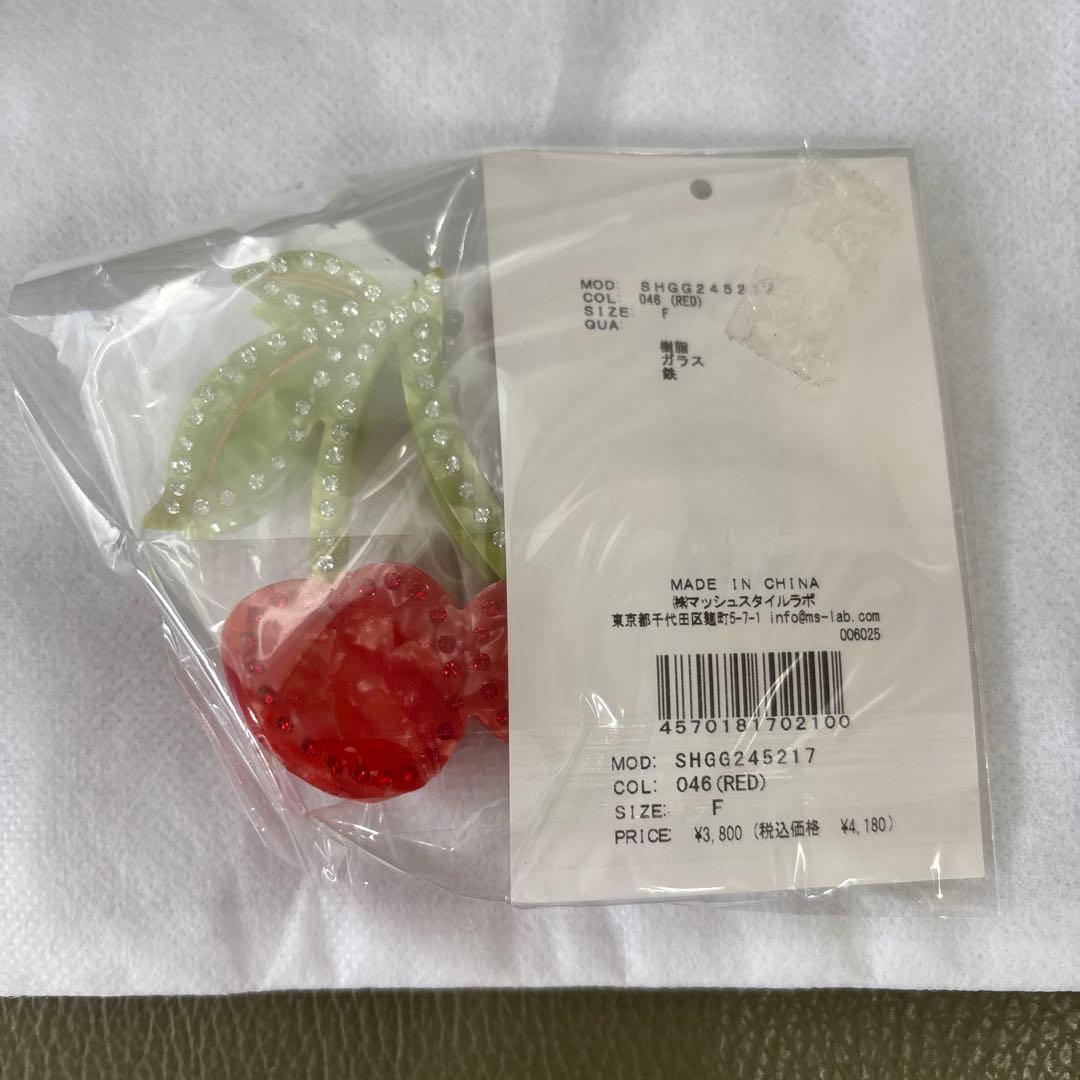 MOD: SHGG245217
COL: 046 (RED)
SIZE: F
QUA:
樹脂
ガラス
鉄
MADE IN CHINA
㈱マッシュスタイルラボ
東京都千代田区麹町5-7-1 info@ms-lab.com
006025
4570181702100
MOD: SHGG245217
COL: 046(RED)
SIZE: F
PRICE: ¥3,800 (税込価格 ¥4,180)